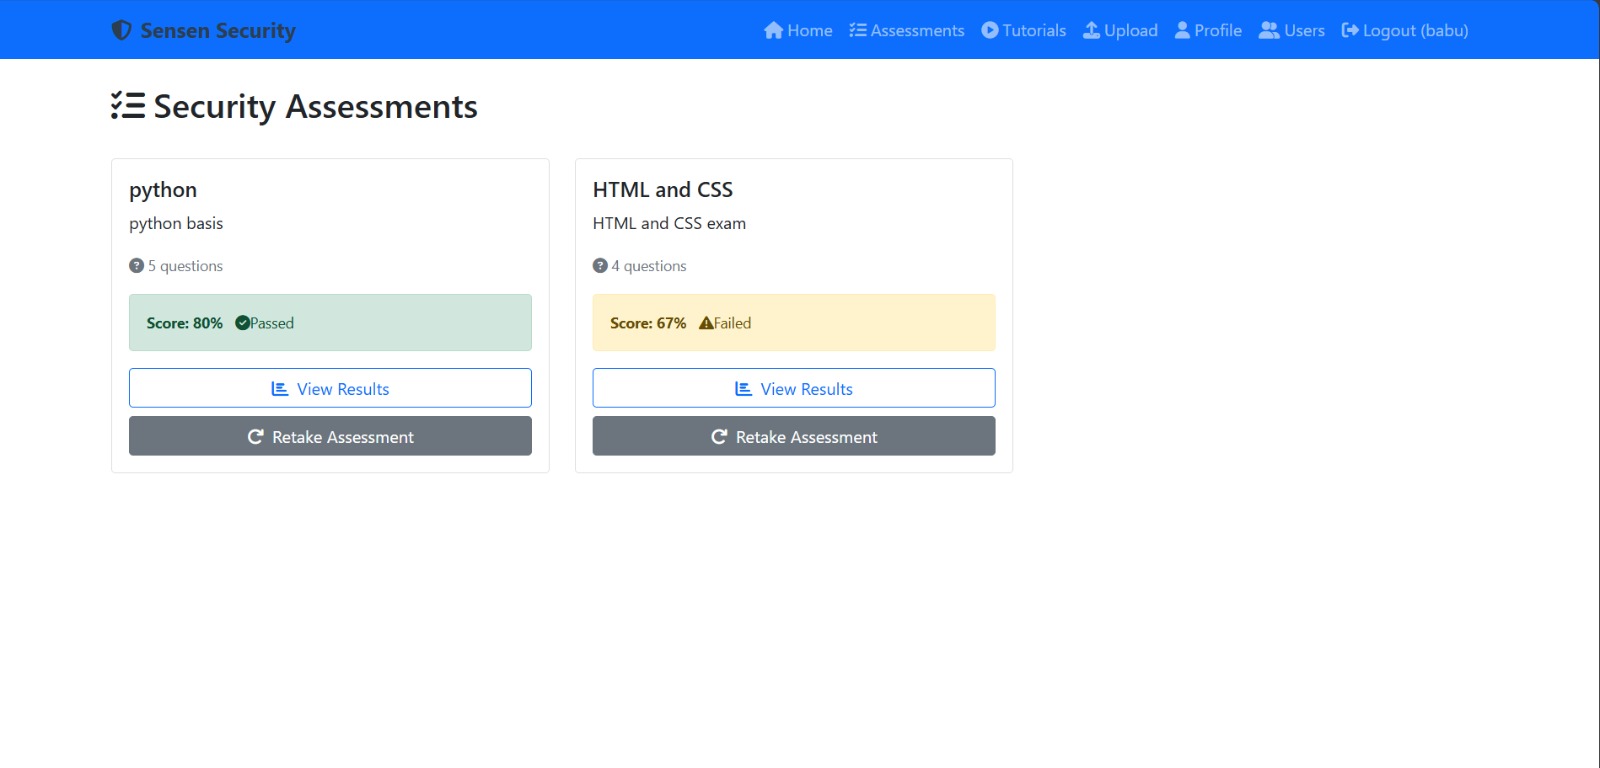 Sensen Security
Home Assessments Tutorials Upload Profile Users Logout (babu)
Security Assessments
python
python basis
5 questions
Score: 80% Passed
View Results
Retake Assessment
HTML and CSS
HTML and CSS exam
4 questions
Score: 67% Failed
View Results
Retake Assessment